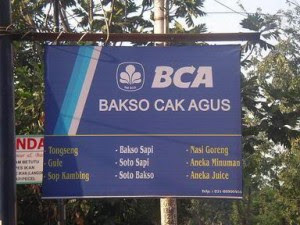 BCA
BAKSO CAK AGUS
- Tongseng - Bakso Sapi - Nasi Goreng
- Gule - Soto Sapi - Aneka Minuman
- Sop Kambing - Soto Bakso - Aneka Juice
NDA